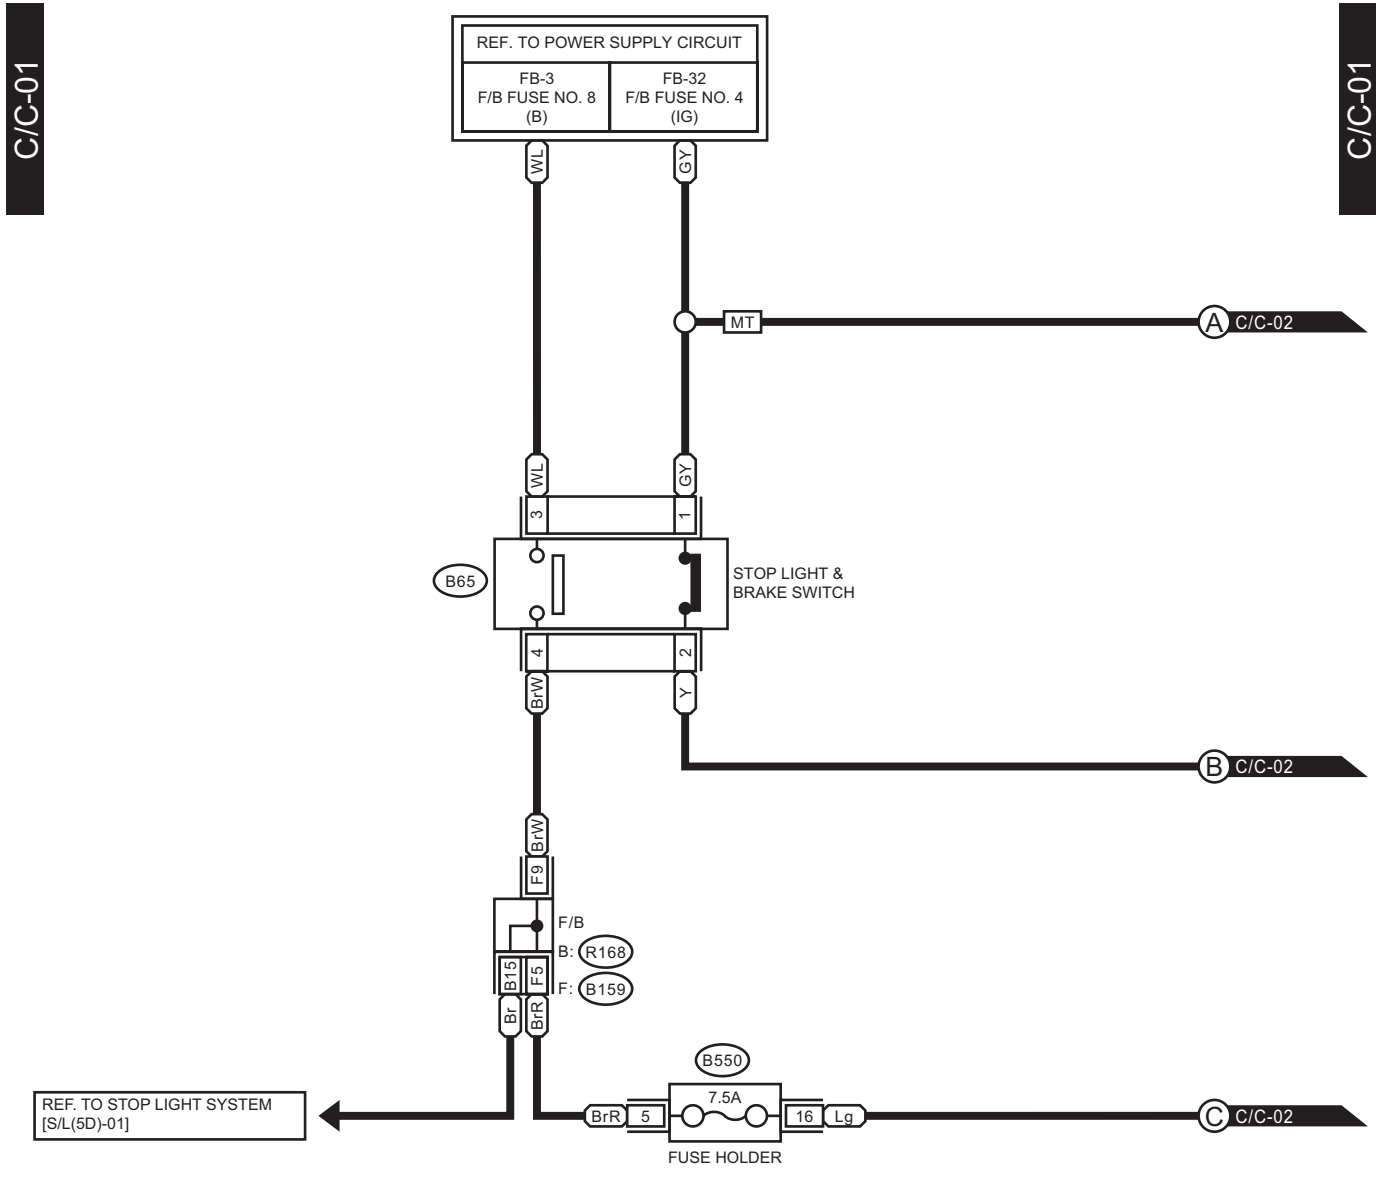 C/C-01
C/C-01
REF. TO POWER SUPPLY CIRCUIT
FB-3
F/B FUSE NO. 8
(B)
FB-32
F/B FUSE NO. 4
(IG)
WL
GY
MT
A C/C-02
WL
GY
3
1
B65
STOP LIGHT &
BRAKE SWITCH
4
2
BrW
Y
B C/C-02
BrW
F9
F/B
B: R168
B15
F5
F: B159
Br
BrR
B550
7.5A
REF. TO STOP LIGHT SYSTEM
[S/L(5D)-01]
BrR 5
16 Lg
C C/C-02
FUSE HOLDER